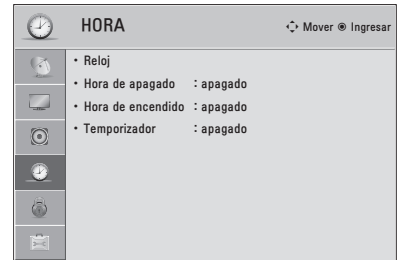 HORA
Mover Ingresar
• Reloj
• Hora de apagado : apagado
• Hora de encendido : apagado
• Temporizador : apagado